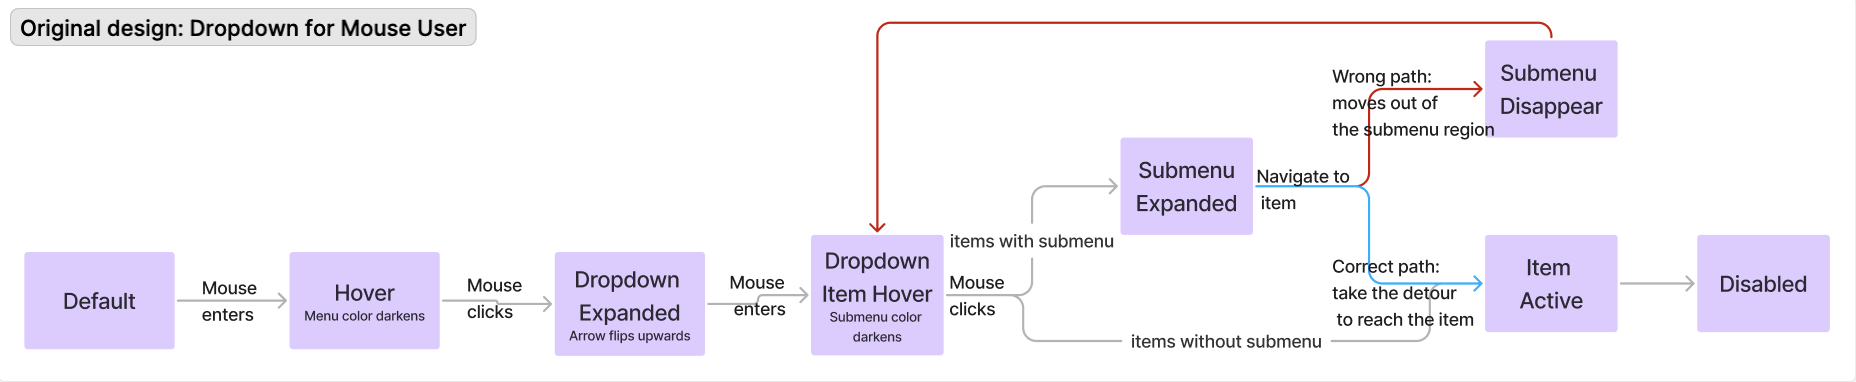 Original design: Dropdown for Mouse User
Default
Mouse
enters
Hover
Menu color darkens
Mouse
clicks
Dropdown
Expanded
Arrow flips upwards
Mouse
enters
Dropdown
Item Hover
Submenu color
darkens
Mouse
clicks
items with submenu
items without submenu
Submenu
Expanded
Navigate to
item
Wrong path:
moves out of
the submenu region
Submenu
Disappear
Correct path:
take the detour
to reach the item
Item
Active
Disabled